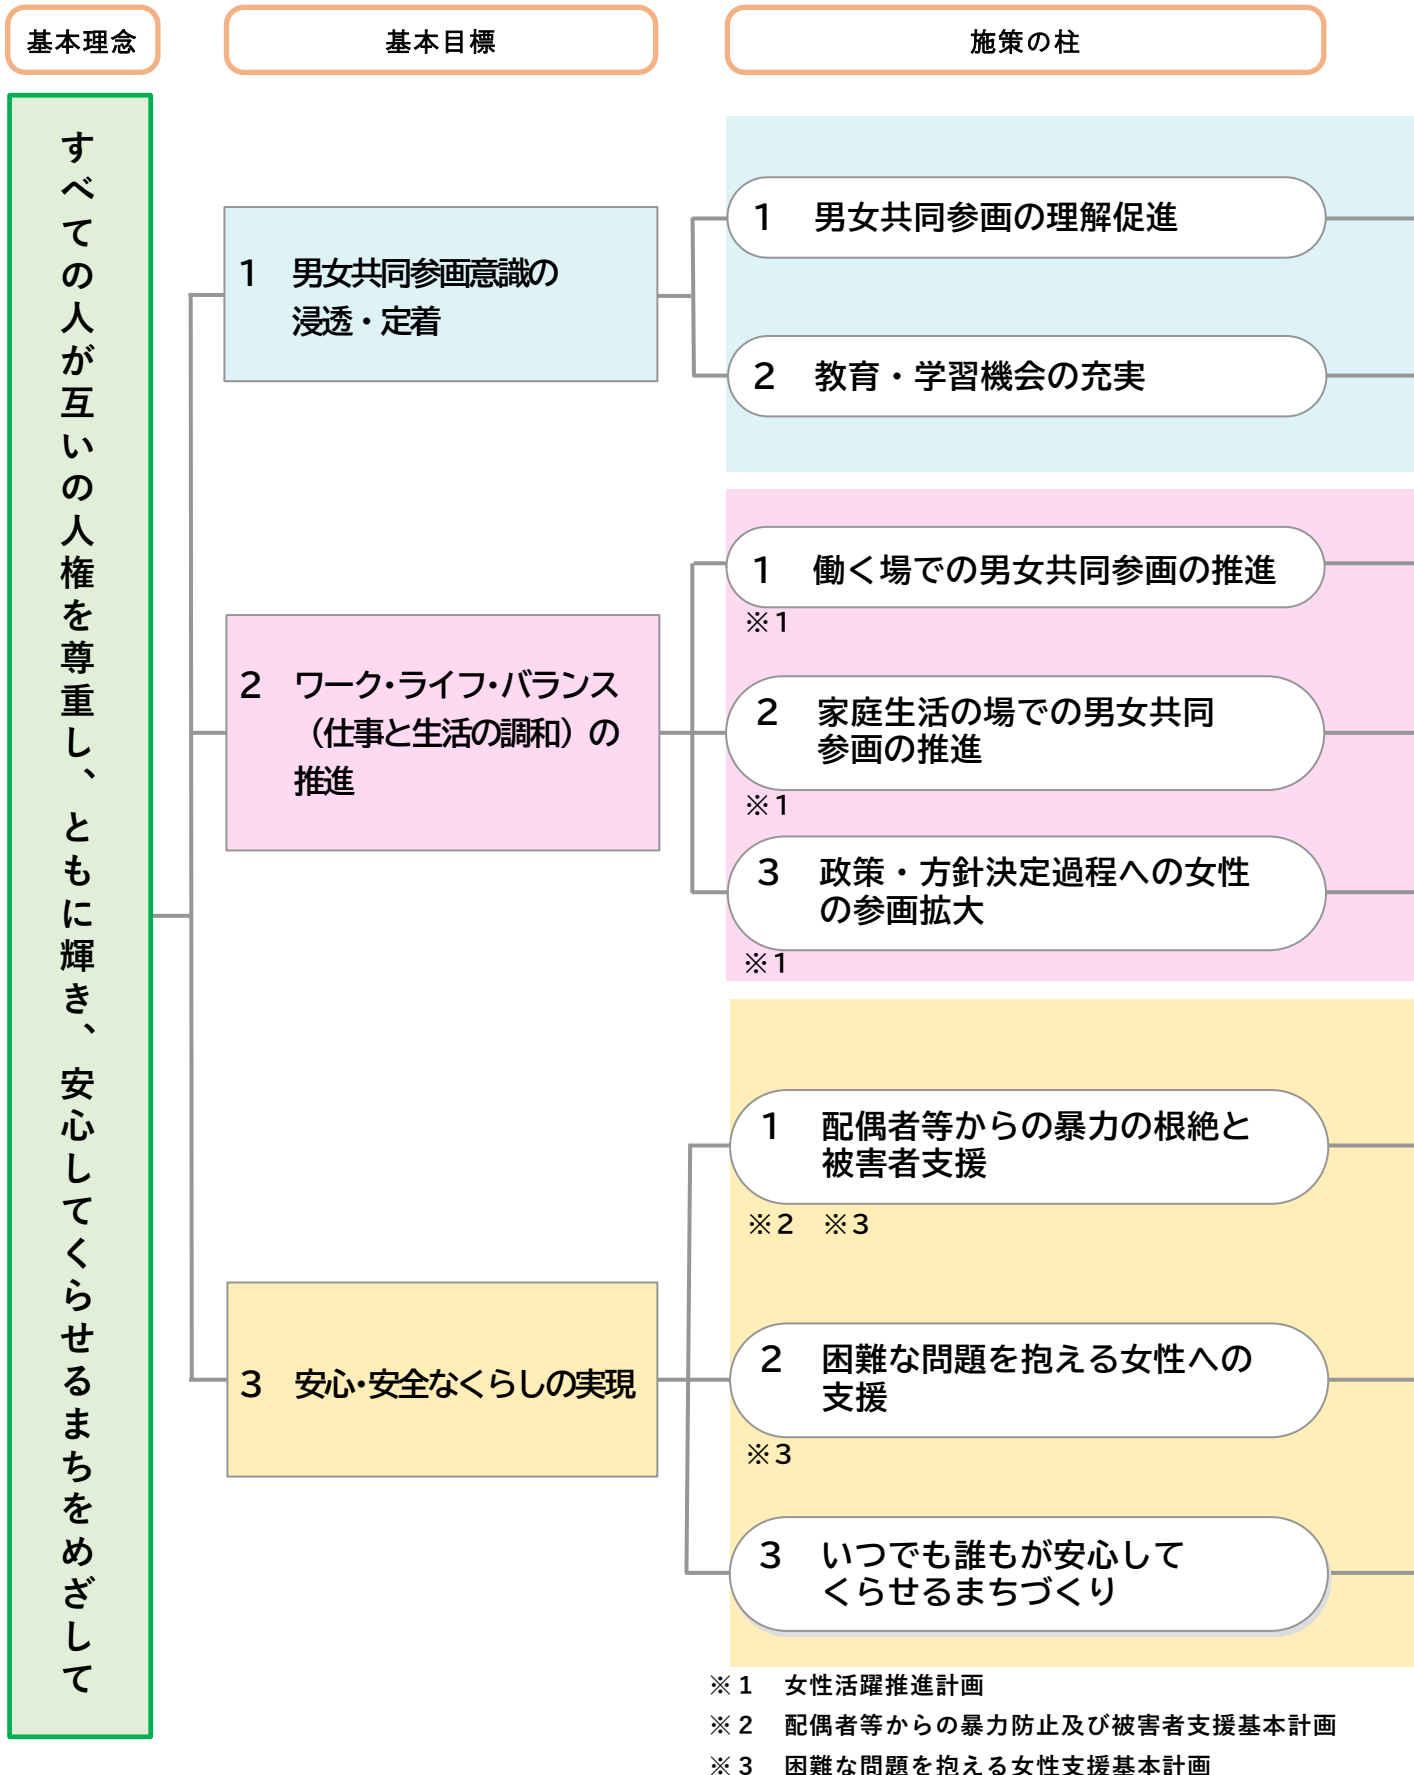 基本理念
基本目標
施策の柱
すべての人が互いの人権を尊重し、ともに輝き、安心してくらせるまちをめざして
1 男女共同参画意識の
浸透・定着
1 男女共同参画の理解促進
2 教育・学習機会の充実
2 ワーク・ライフ・バランス
（仕事と生活の調和）の
推進
1 働く場での男女共同参画の推進
※1
2 家庭生活の場での男女共同
参画の推進
※1
3 政策・方針決定過程への女性
の参画拡大
※1
3 安心・安全なくらしの実現
1 配偶者等からの暴力の根絶と
被害者支援
※2 ※3
2 困難な問題を抱える女性への
支援
※3
3 いつでも誰もが安心して
くらせるまちづくり
※1 女性活躍推進計画
※2 配偶者等からの暴力防止及び被害者支援基本計画
※3 困難な問題を抱える女性支援基本計画